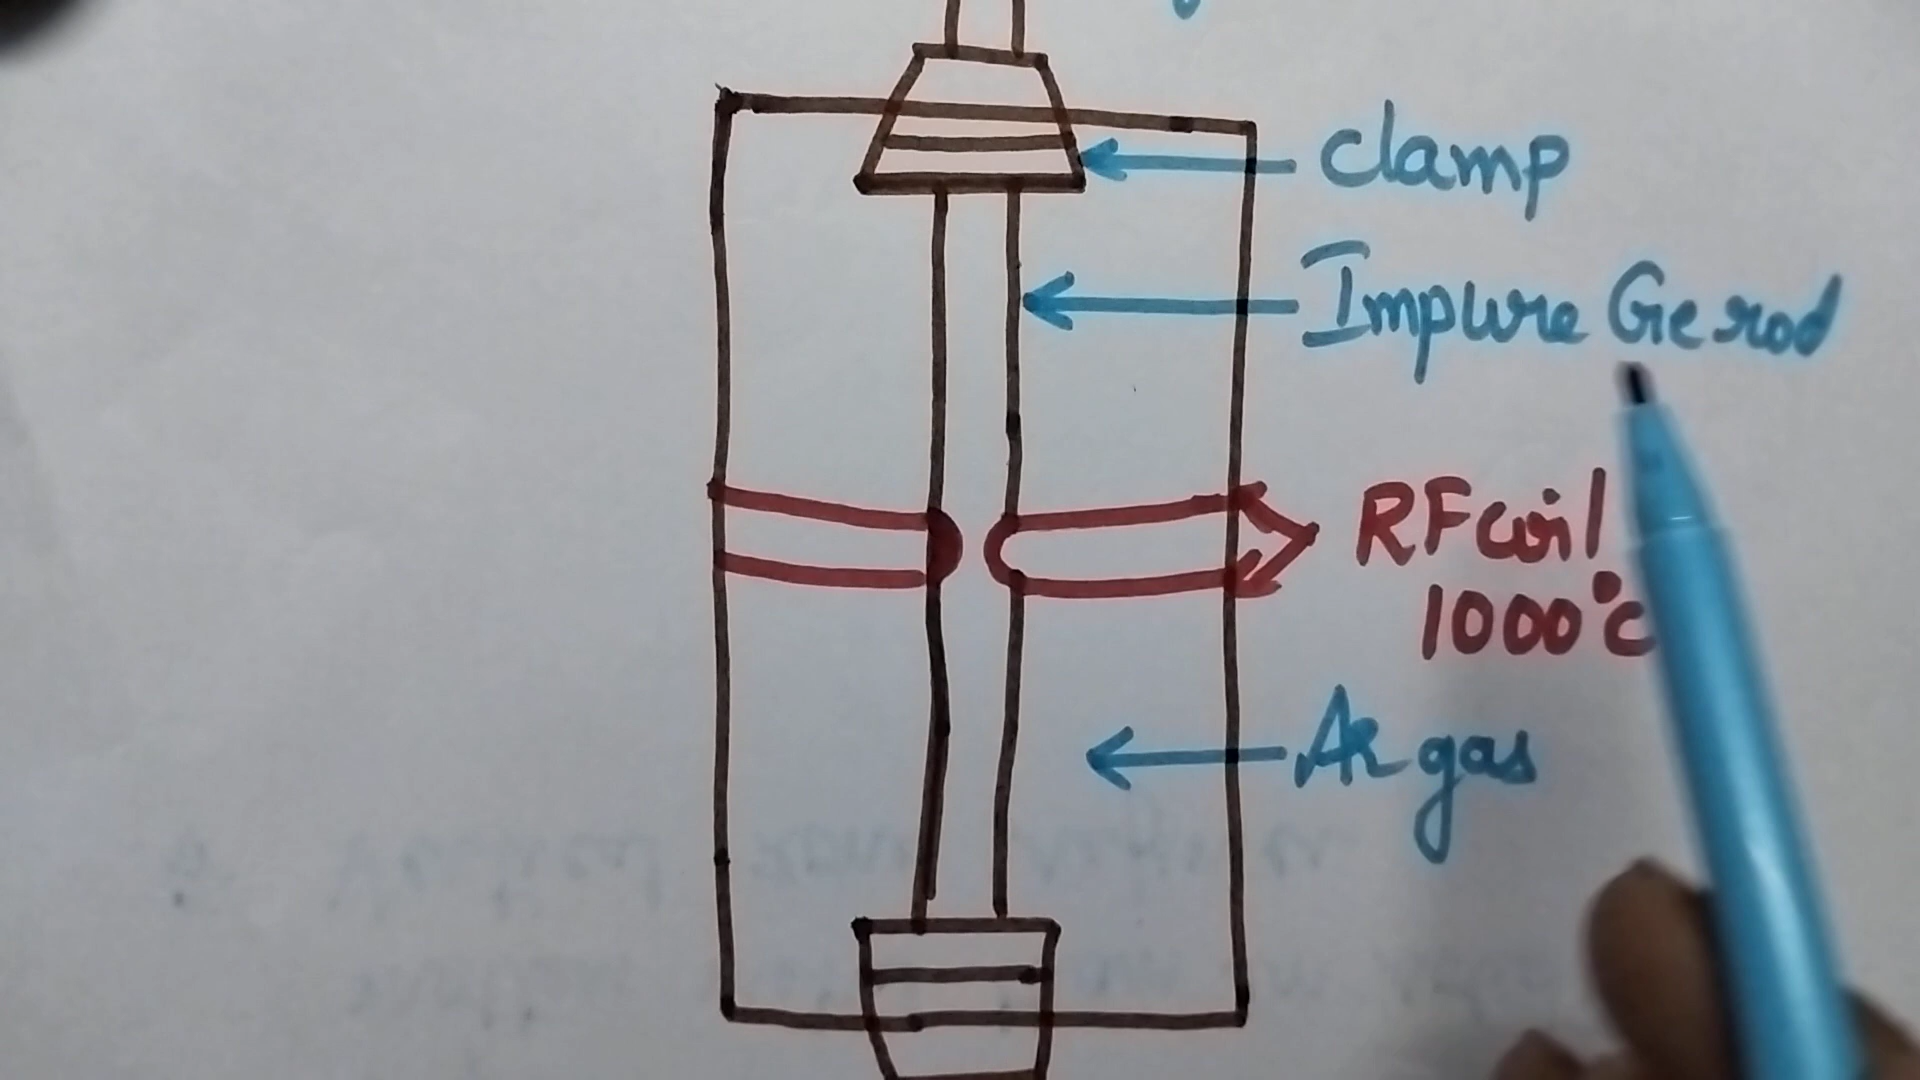 clamp
Impure Ge rod
RF coil
1000°C
Ar gas